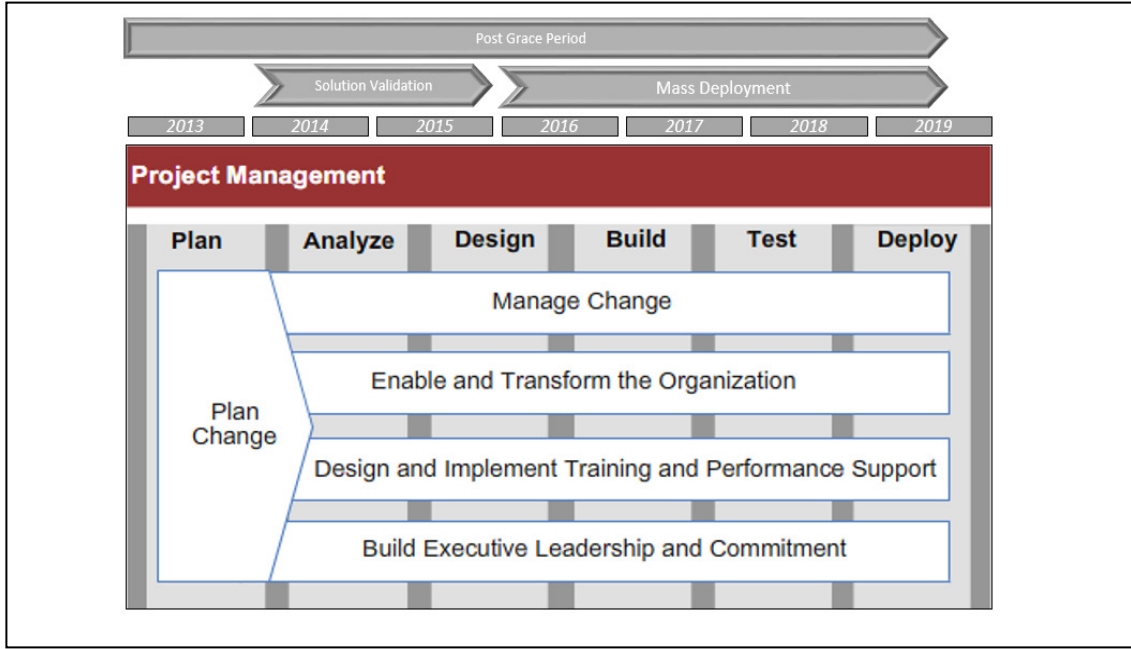 Post Grace Period
Solution Validation
Mass Deployment
2013 2014 2015 2016 2017 2018 2019
Project Management
Plan Analyze Design Build Test Deploy
Plan
Change
Manage Change
Enable and Transform the Organization
Design and Implement Training and Performance Support
Build Executive Leadership and Commitment